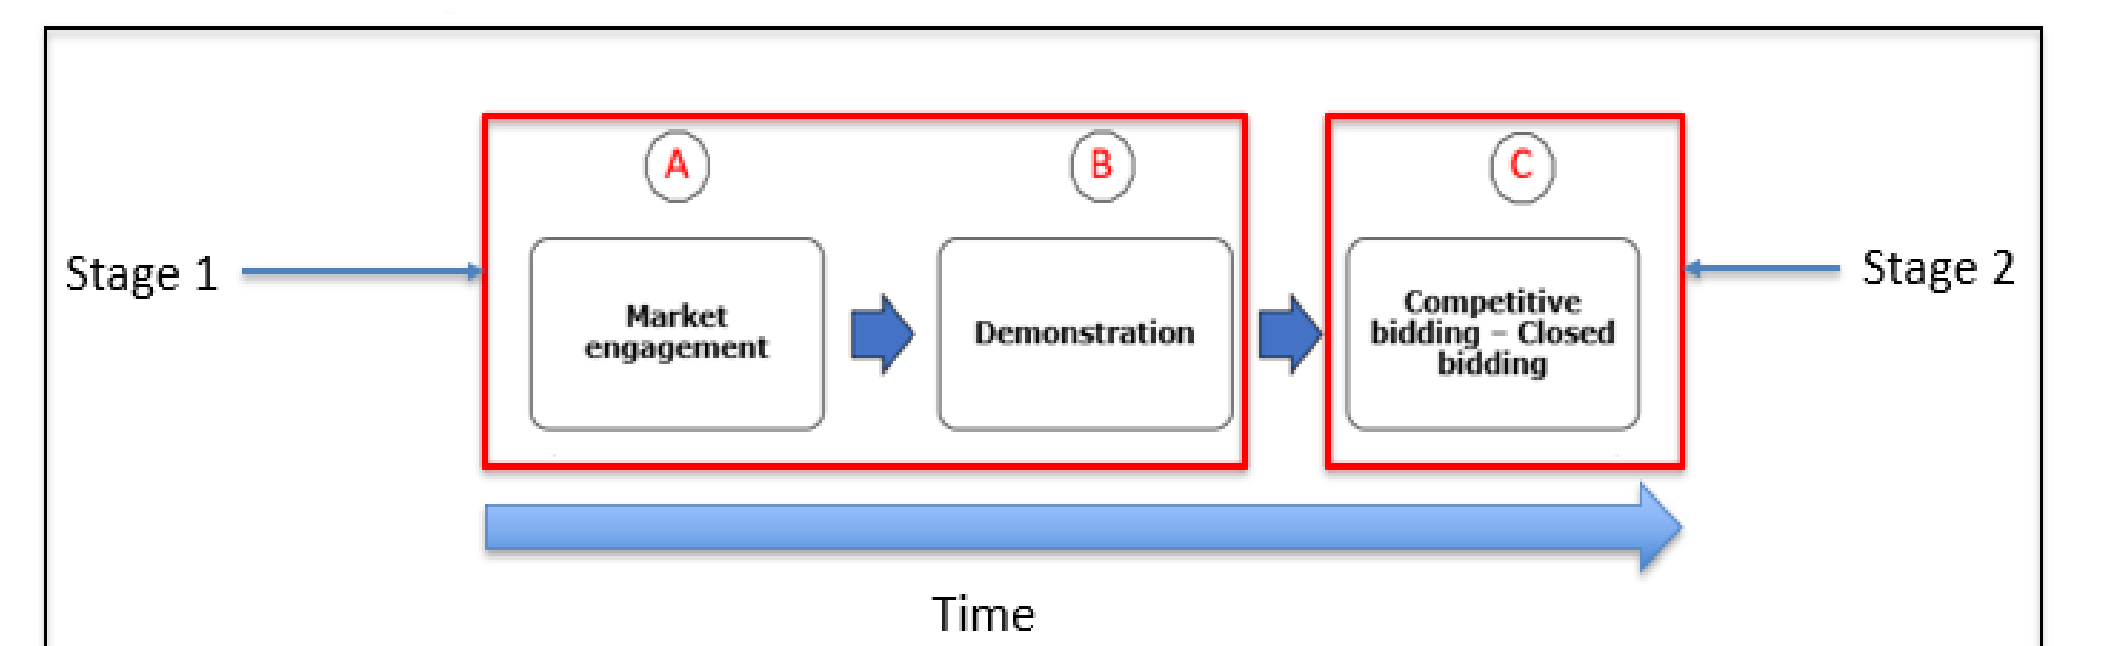 A
B
C
Stage 1
Market
engagement
Demonstration
Competitive
bidding – Closed
bidding
Stage 2
Time